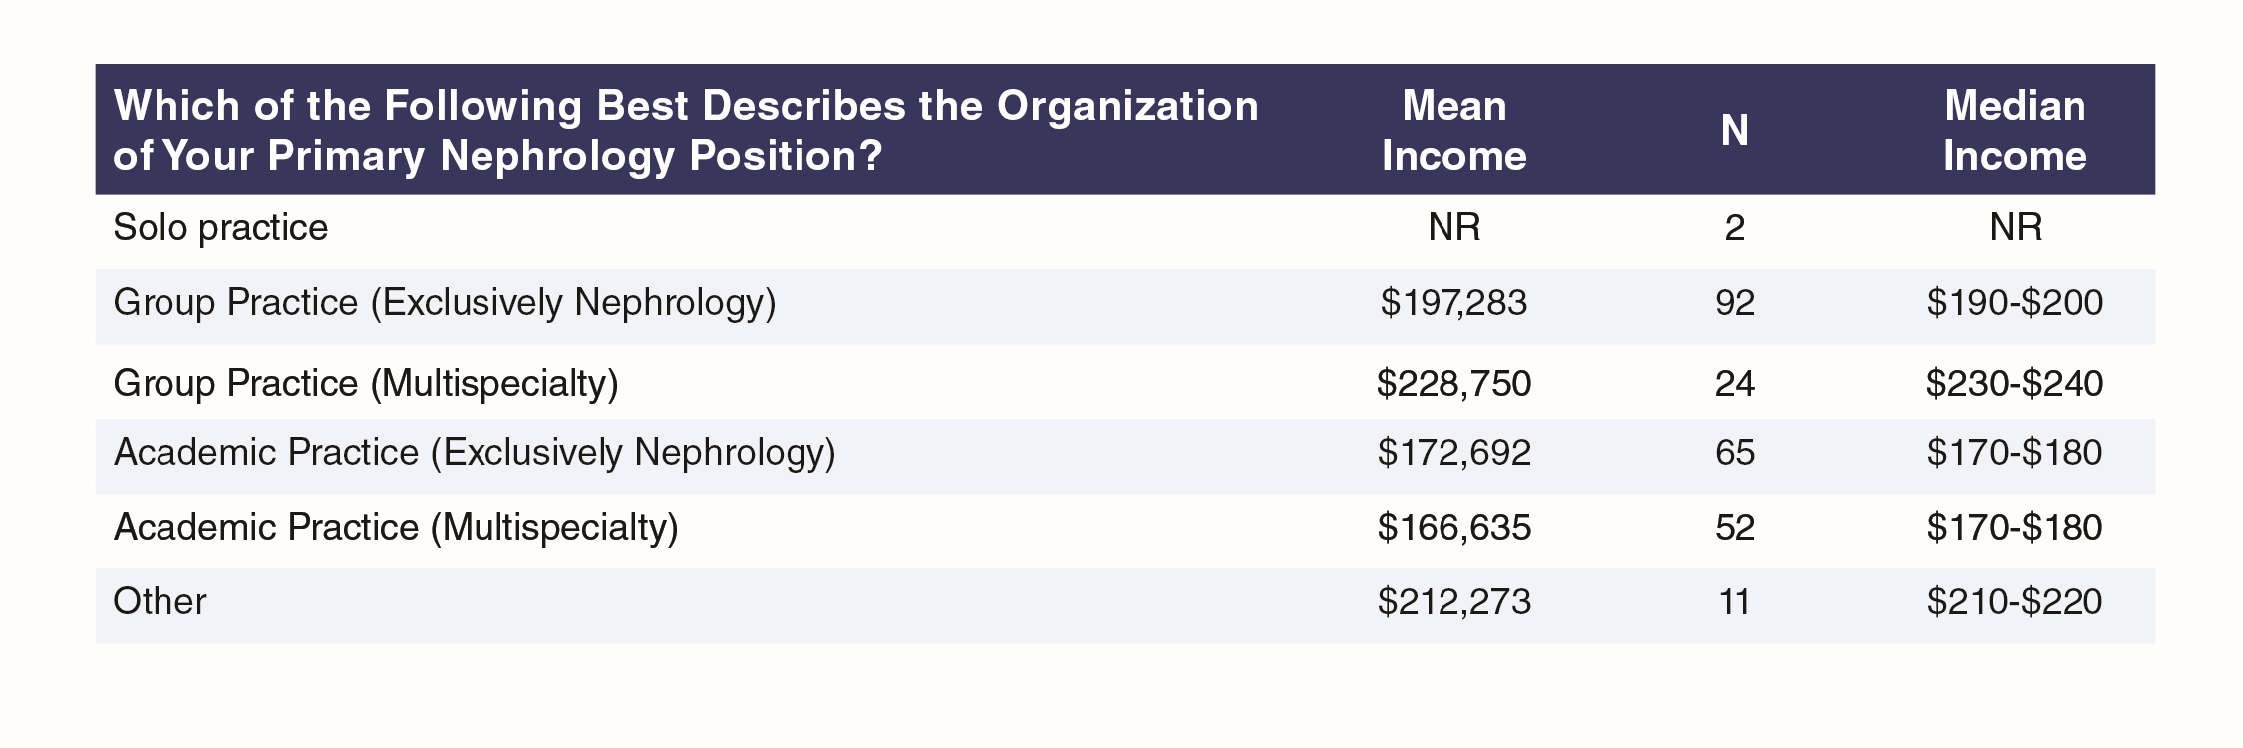 Which of the Following Best Describes the Organization
of Your Primary Nephrology Position?
Mean
Income
N
Median
Income
Solo practice NR 2 NR
Group Practice (Exclusively Nephrology) $197,283 92 $190-$200
Group Practice (Multispecialty) $228,750 24 $230-$240
Academic Practice (Exclusively Nephrology) $172,692 65 $170-$180
Academic Practice (Multispecialty) $166,635 52 $170-$180
Other $212,273 11 $210-$220